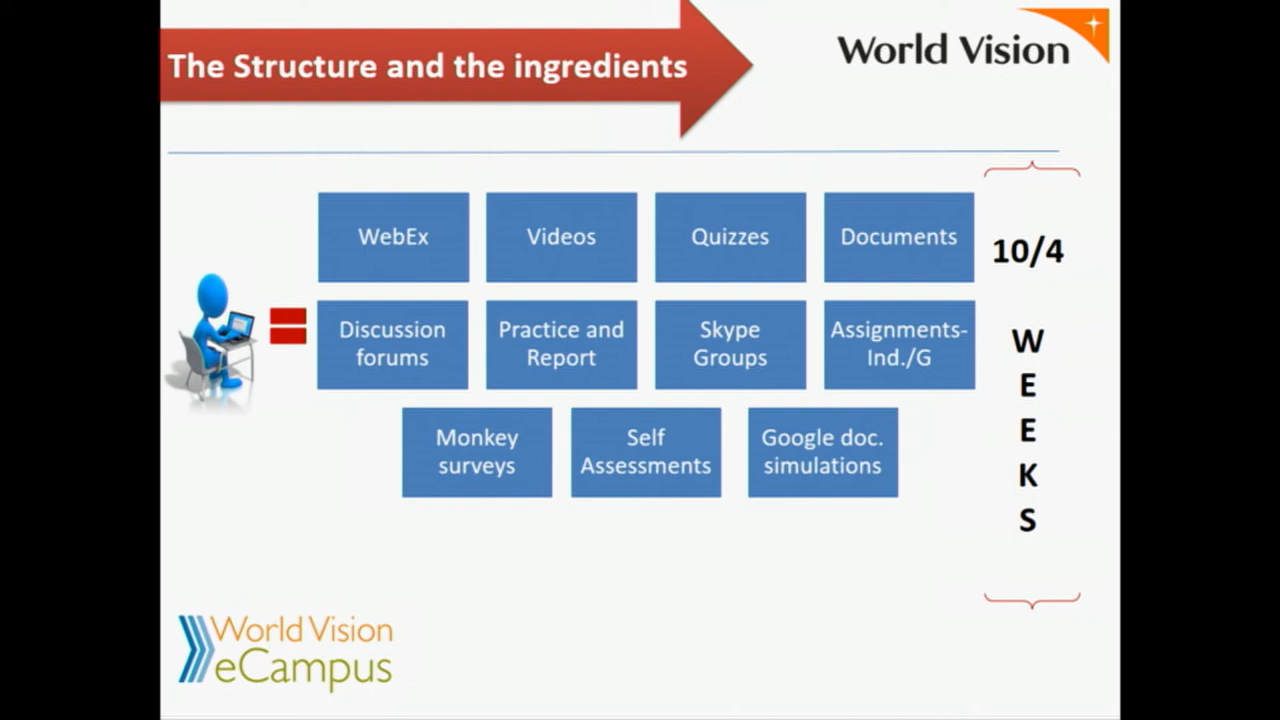 The Structure and the ingredients
World Vision
WebEx
Videos
Quizzes
Documents
10/4
Discussion
forums
Practice and
Report
Skype
Groups
Assignments-
Ind./G
W
E
E
K
S
Monkey
surveys
Self
Assessments
Google doc.
simulations
World Vision
eCampus